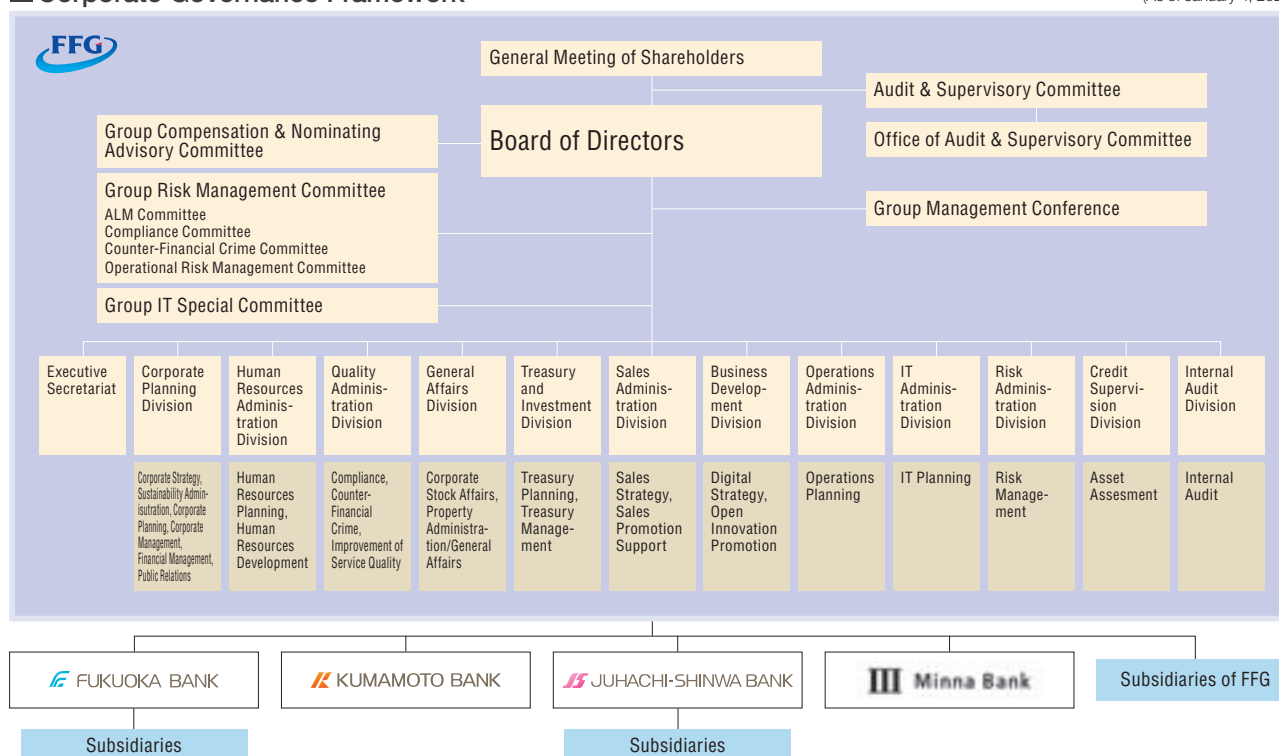 Corporate Governance Framework
FFG
General Meeting of Shareholders
Audit & Supervisory Committee
Group Compensation & Nominating
Advisory Committee
Board of Directors
Office of Audit & Supervisory Committee
Group Risk Management Committee
ALM Committee
Compliance Committee
Counter-Financial Crime Committee
Operational Risk Management Committee
Group Management Conference
Group IT Special Committee
Executive
Secretariat
Corporate
Planning
Division
Human
Resources
Adminis-
tration
Division
Quality
Adminis-
tration
Division
General
Affairs
Division
Treasury
and
Investment
Division
Sales
Adminis-
tration
Division
Business
Develop-
ment
Division
Operations
Adminis-
tration
Division
IT
Adminis-
tration
Division
Risk
Adminis-
tration
Division
Credit
Supervi-
sion
Division
Internal
Audit
Division
Corporate Strategy,
Sustainability Admin-
isutration, Corporate
Planning, Corporate
Management,
Financial Management,
Public Relations
Human
Resources
Planning,
Human
Resources
Development
Compliance,
Counter-
Financial
Crime,
Improvement of
Service Quality
Corporate
Stock Affairs,
Property
Administra-
tion/General
Affairs
Treasury
Planning,
Treasury
Manage-
ment
Sales
Strategy,
Sales
Promotion
Support
Digital
Strategy,
Open
Innovation
Promotion
Operations
Planning
IT Planning
Risk
Manage-
ment
Asset
Assesment
Internal
Audit
FUKUOKA BANK
KUMAMOTO BANK
JUHACHI-SHINWA BANK
Minna Bank
Subsidiaries of FFG
Subsidiaries
Subsidiaries